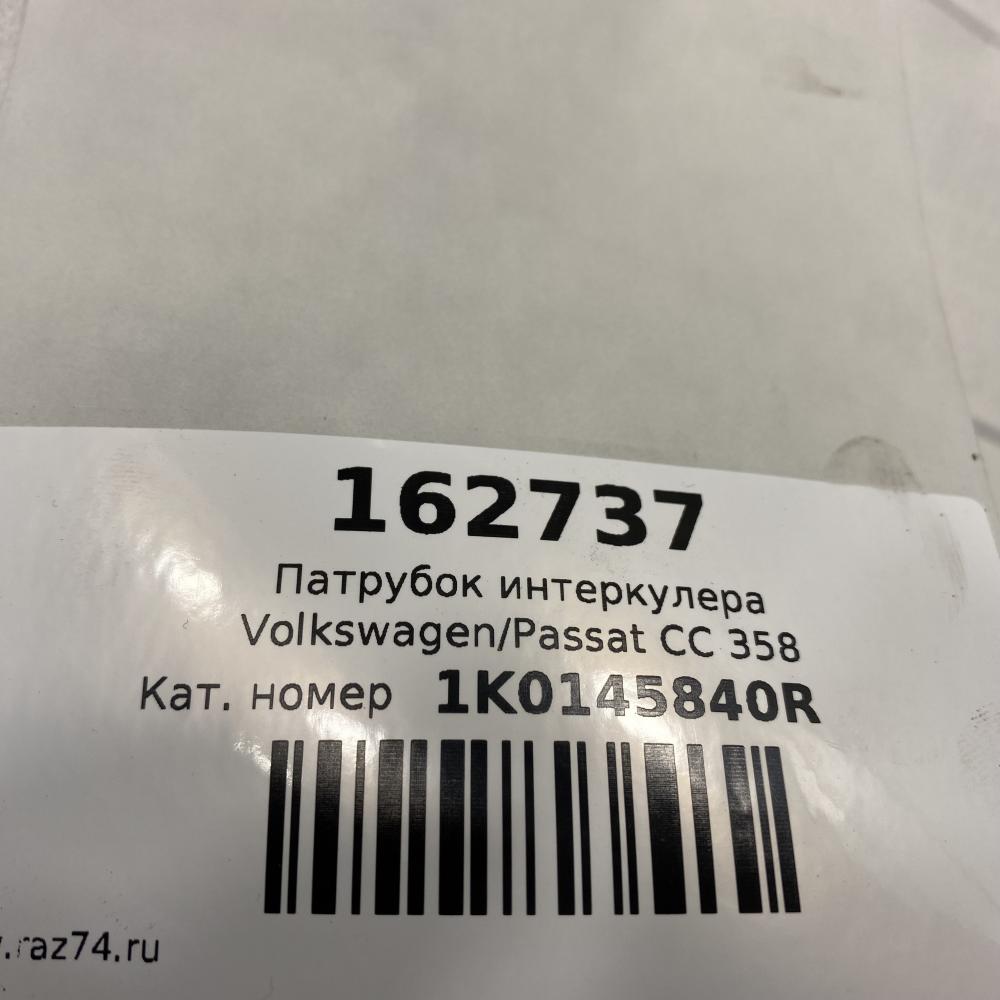 162737
Патрубок интеркулера
Volkswagen/Passat CC 358
Кат. номер 1K0145840R
.raz74.ru